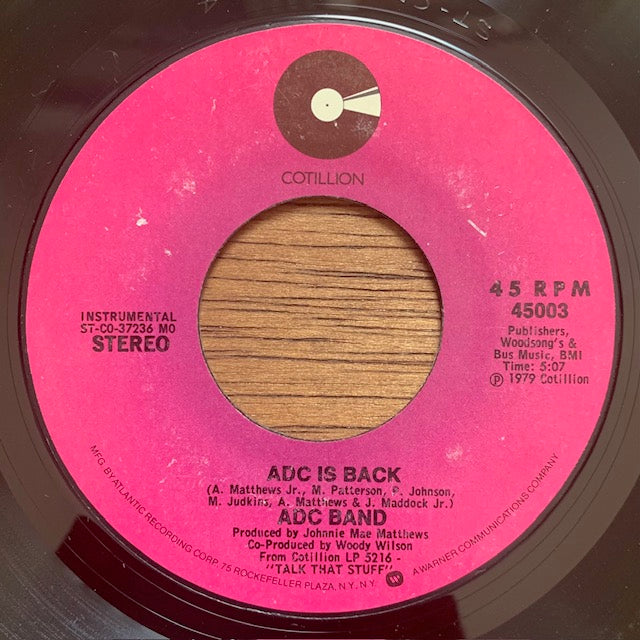 COTILLION
INSTRUMENTAL
ST-CO-37236 MO
STEREO
45 RPM
45003
Publishers,
Woodsong's &
Bus Music, BMI
Time: 5:07
Ⓟ 1979 Cotillion
ADC IS BACK
(A. Matthews Jr., M. Patterson, Johnson,
M. Judkins, A. Matthews & J. Maddock Jr.)
ADC BAND
Produced by Johnnie Mae Matthews
Co-Produced by Woody Wilson
From Cotillion LP 5216 -
"TALK THAT STUFF"
MFG. BY ATLANTIC RECORDING CORP. 75 ROCKEFELLER PLAZA, N.Y., N.Y. A WARNER COMMUNICATIONS COMPANY